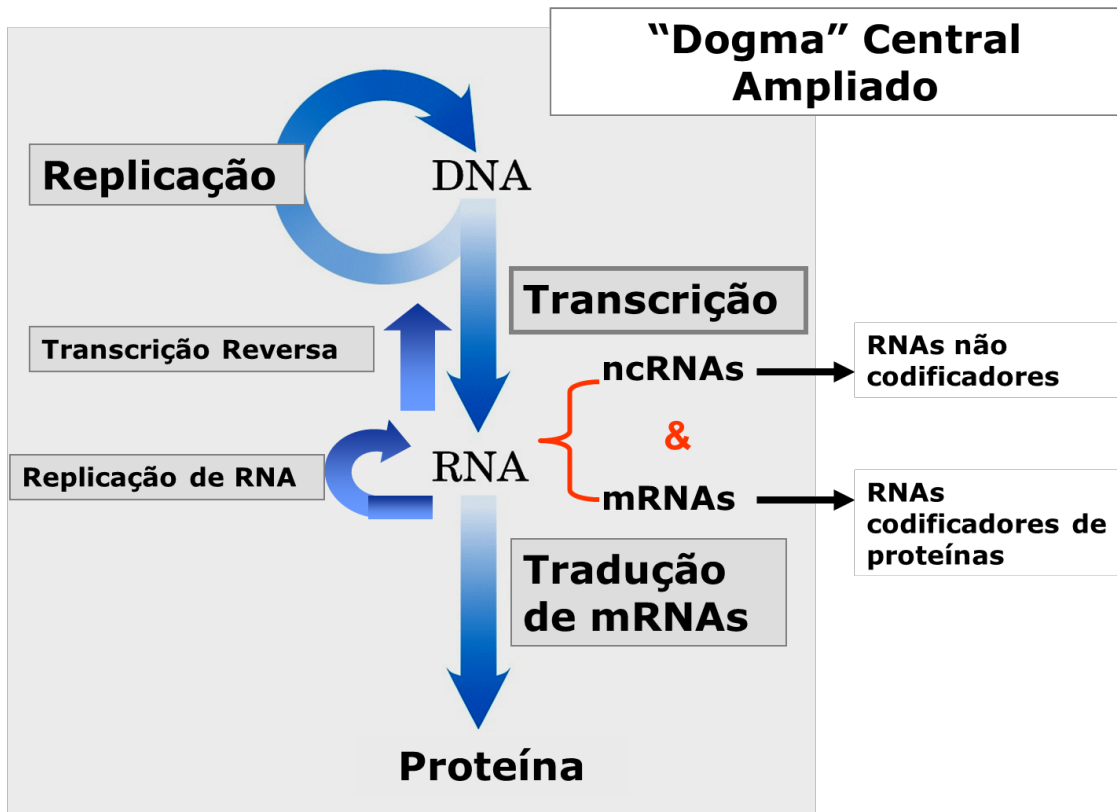 “Dogma” Central
Ampliado
Replicação
DNA
Transcrição
Transcrição Reversa
ncRNAs
RNAs não
codificadores
&
RNA
Replicação de RNA
mRNAs
RNAs
codificadores de
proteínas
Tradução
de mRNAs
Proteína